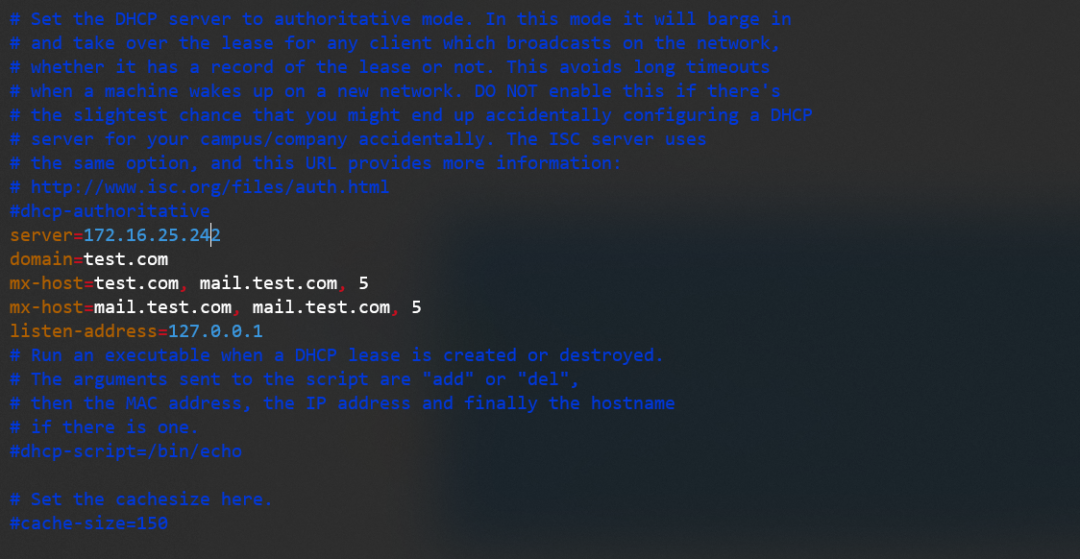 # Set the DHCP server to authoritative mode. In this mode it will barge in
# and take over the lease for any client which broadcasts on the network,
# whether it has a record of the lease or not. This avoids long timeouts
# when a machine wakes up on a new network. DO NOT enable this if there's
# the slightest chance that you might end up accidentally configuring a DHCP
# server for your campus/company accidentally. The ISC server uses
# the same option, and this URL provides more information:
# http://www.isc.org/files/auth.html
#dhcp-authoritative
server=172.16.25.242
domain=test.com
mx-host=test.com, mail.test.com, 5
mx-host=mail.test.com, mail.test.com, 5
listen-address=127.0.0.1
# Run an executable when a DHCP lease is created or destroyed.
# The arguments sent to the script are "add" or "del",
# then the MAC address, the IP address and finally the hostname
# if there is one.
#dhcp-script=/bin/echo
# Set the cachesize here.
#cache-size=150